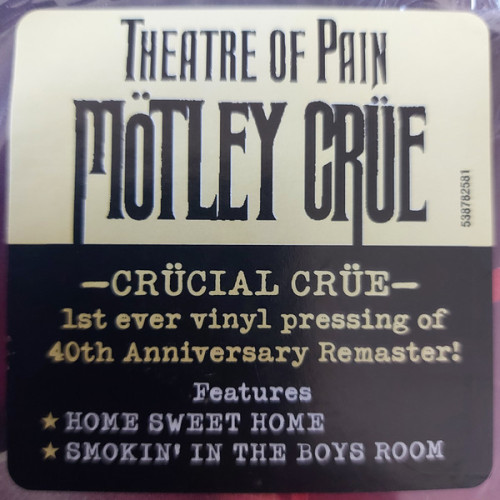 THEATRE OF PAIN
MÖTLEY CRÜE
538782581
—CRÜCIAL CRÜE—
1st ever vinyl pressing of
40th Anniversary Remaster!
Features
★ HOME SWEET HOME
★ SMOKIN' IN THE BOYS ROOM